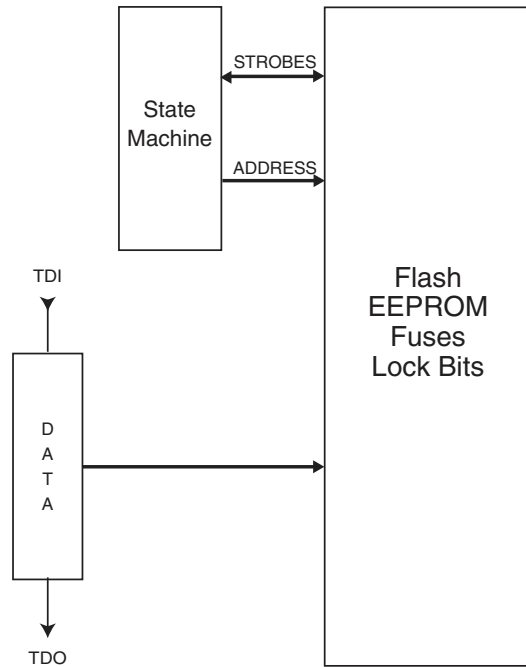 STROBES
State
Machine
ADDRESS
TDI
Flash
EEPROM
Fuses
Lock Bits
D
A
T
A
TDO